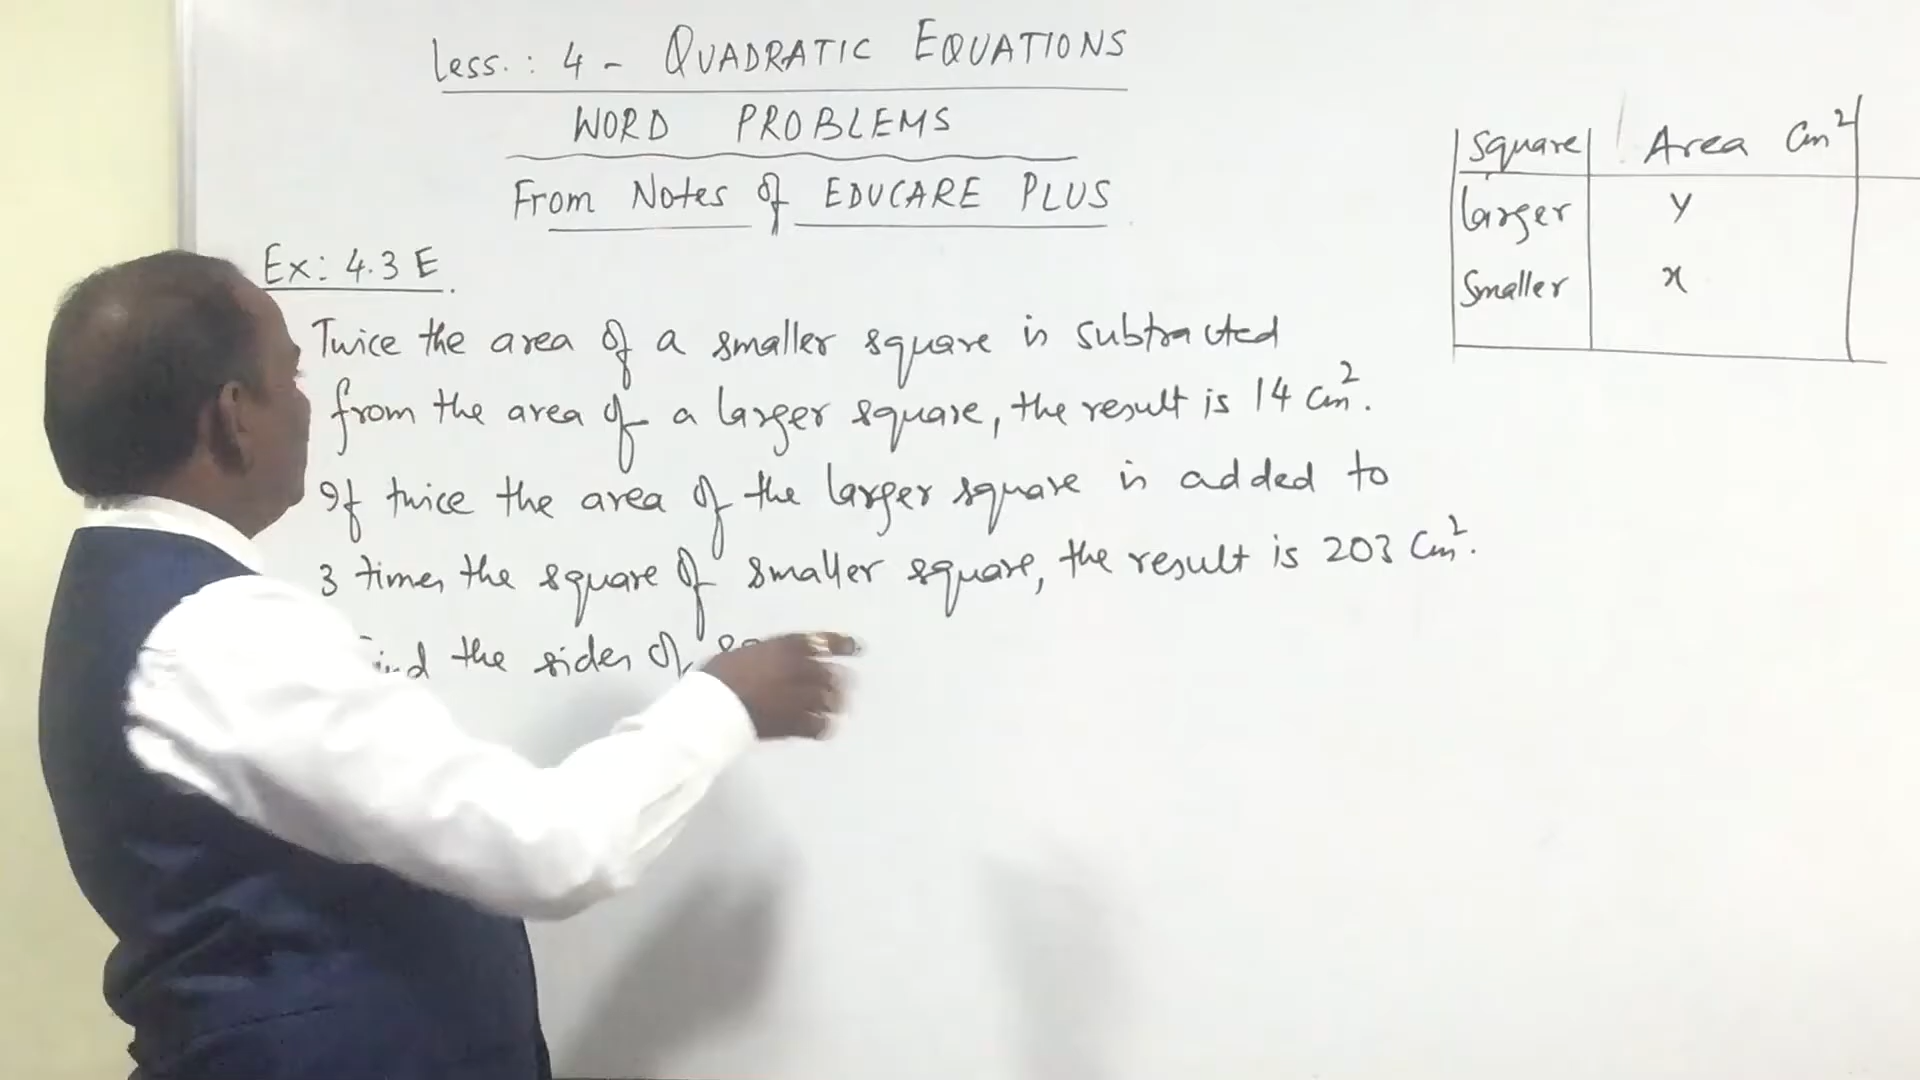 Less. : 4 - QUADRATIC EQUATIONS
WORD PROBLEMS
From Notes of EDUCARE PLUS
Ex: 4.3 E
Twice the area of a smaller square is subtracted
from the area of a larger square, the result is 14 cm².
If twice the area of the larger square is added to
3 times the square of smaller square, the result is 203 cm².
the sides of
square Area cm²
larger y
smaller x